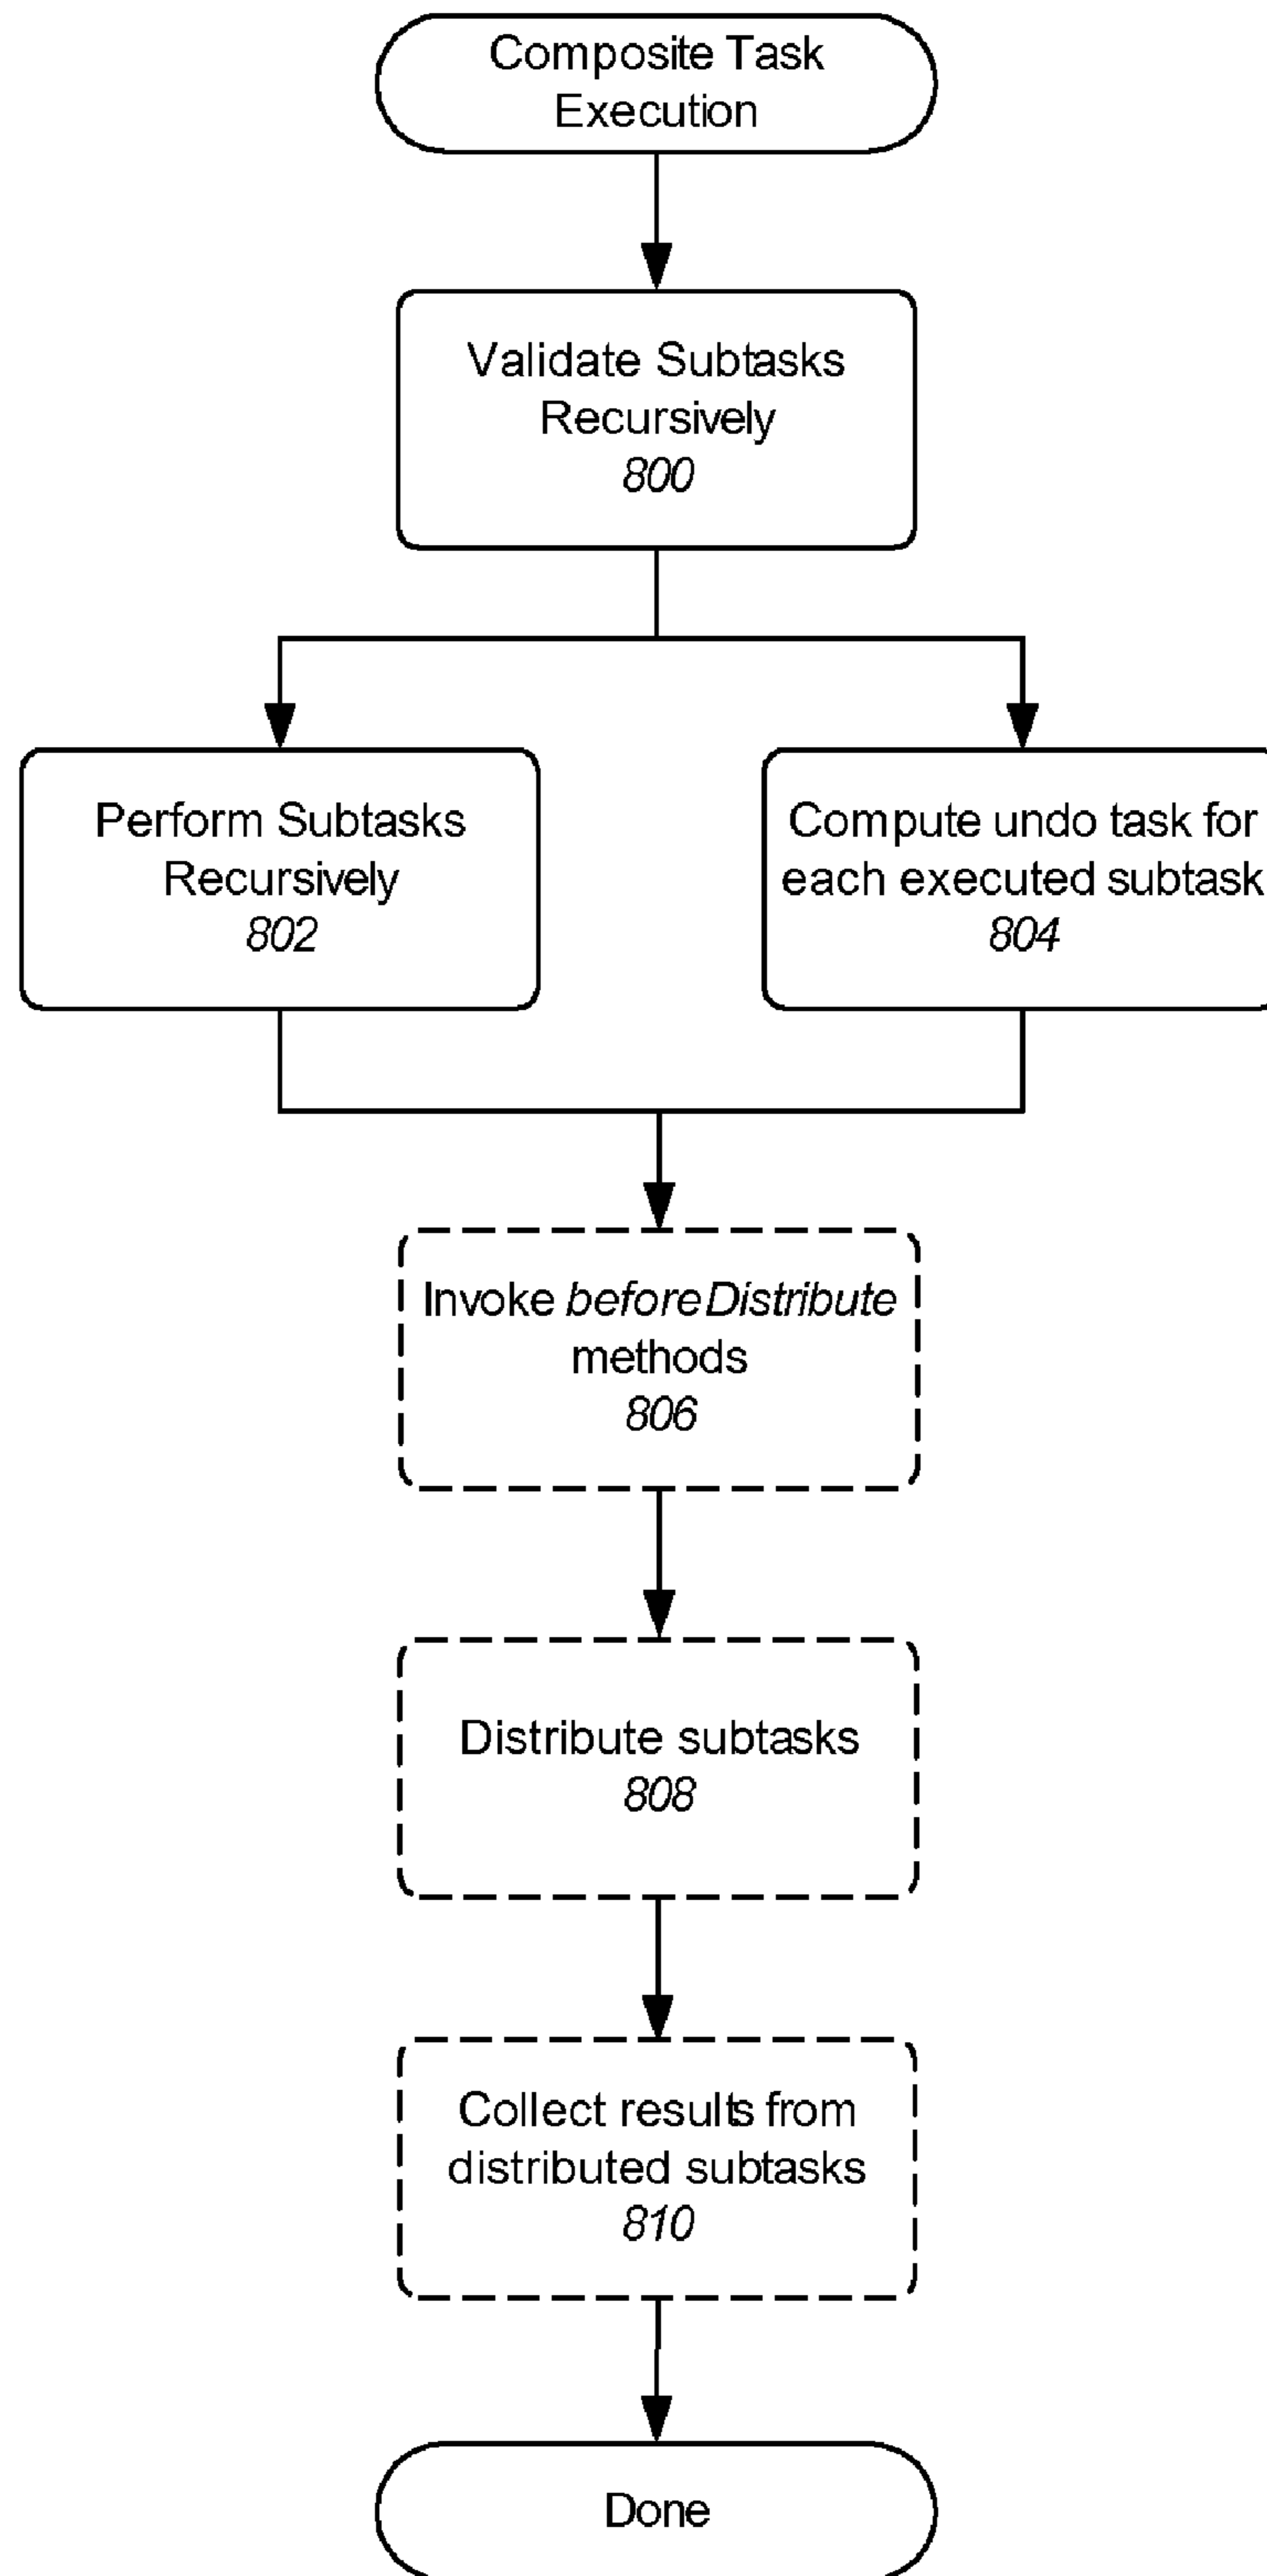 Composite Task
Execution
Validate Subtasks
Recursively
800
Perform Subtasks
Recursively
802
Compute undo task for
each executed subtask
804
Invoke beforeDistribute
methods
806
Distribute subtasks
808
Collect results from
distributed subtasks
810
Done